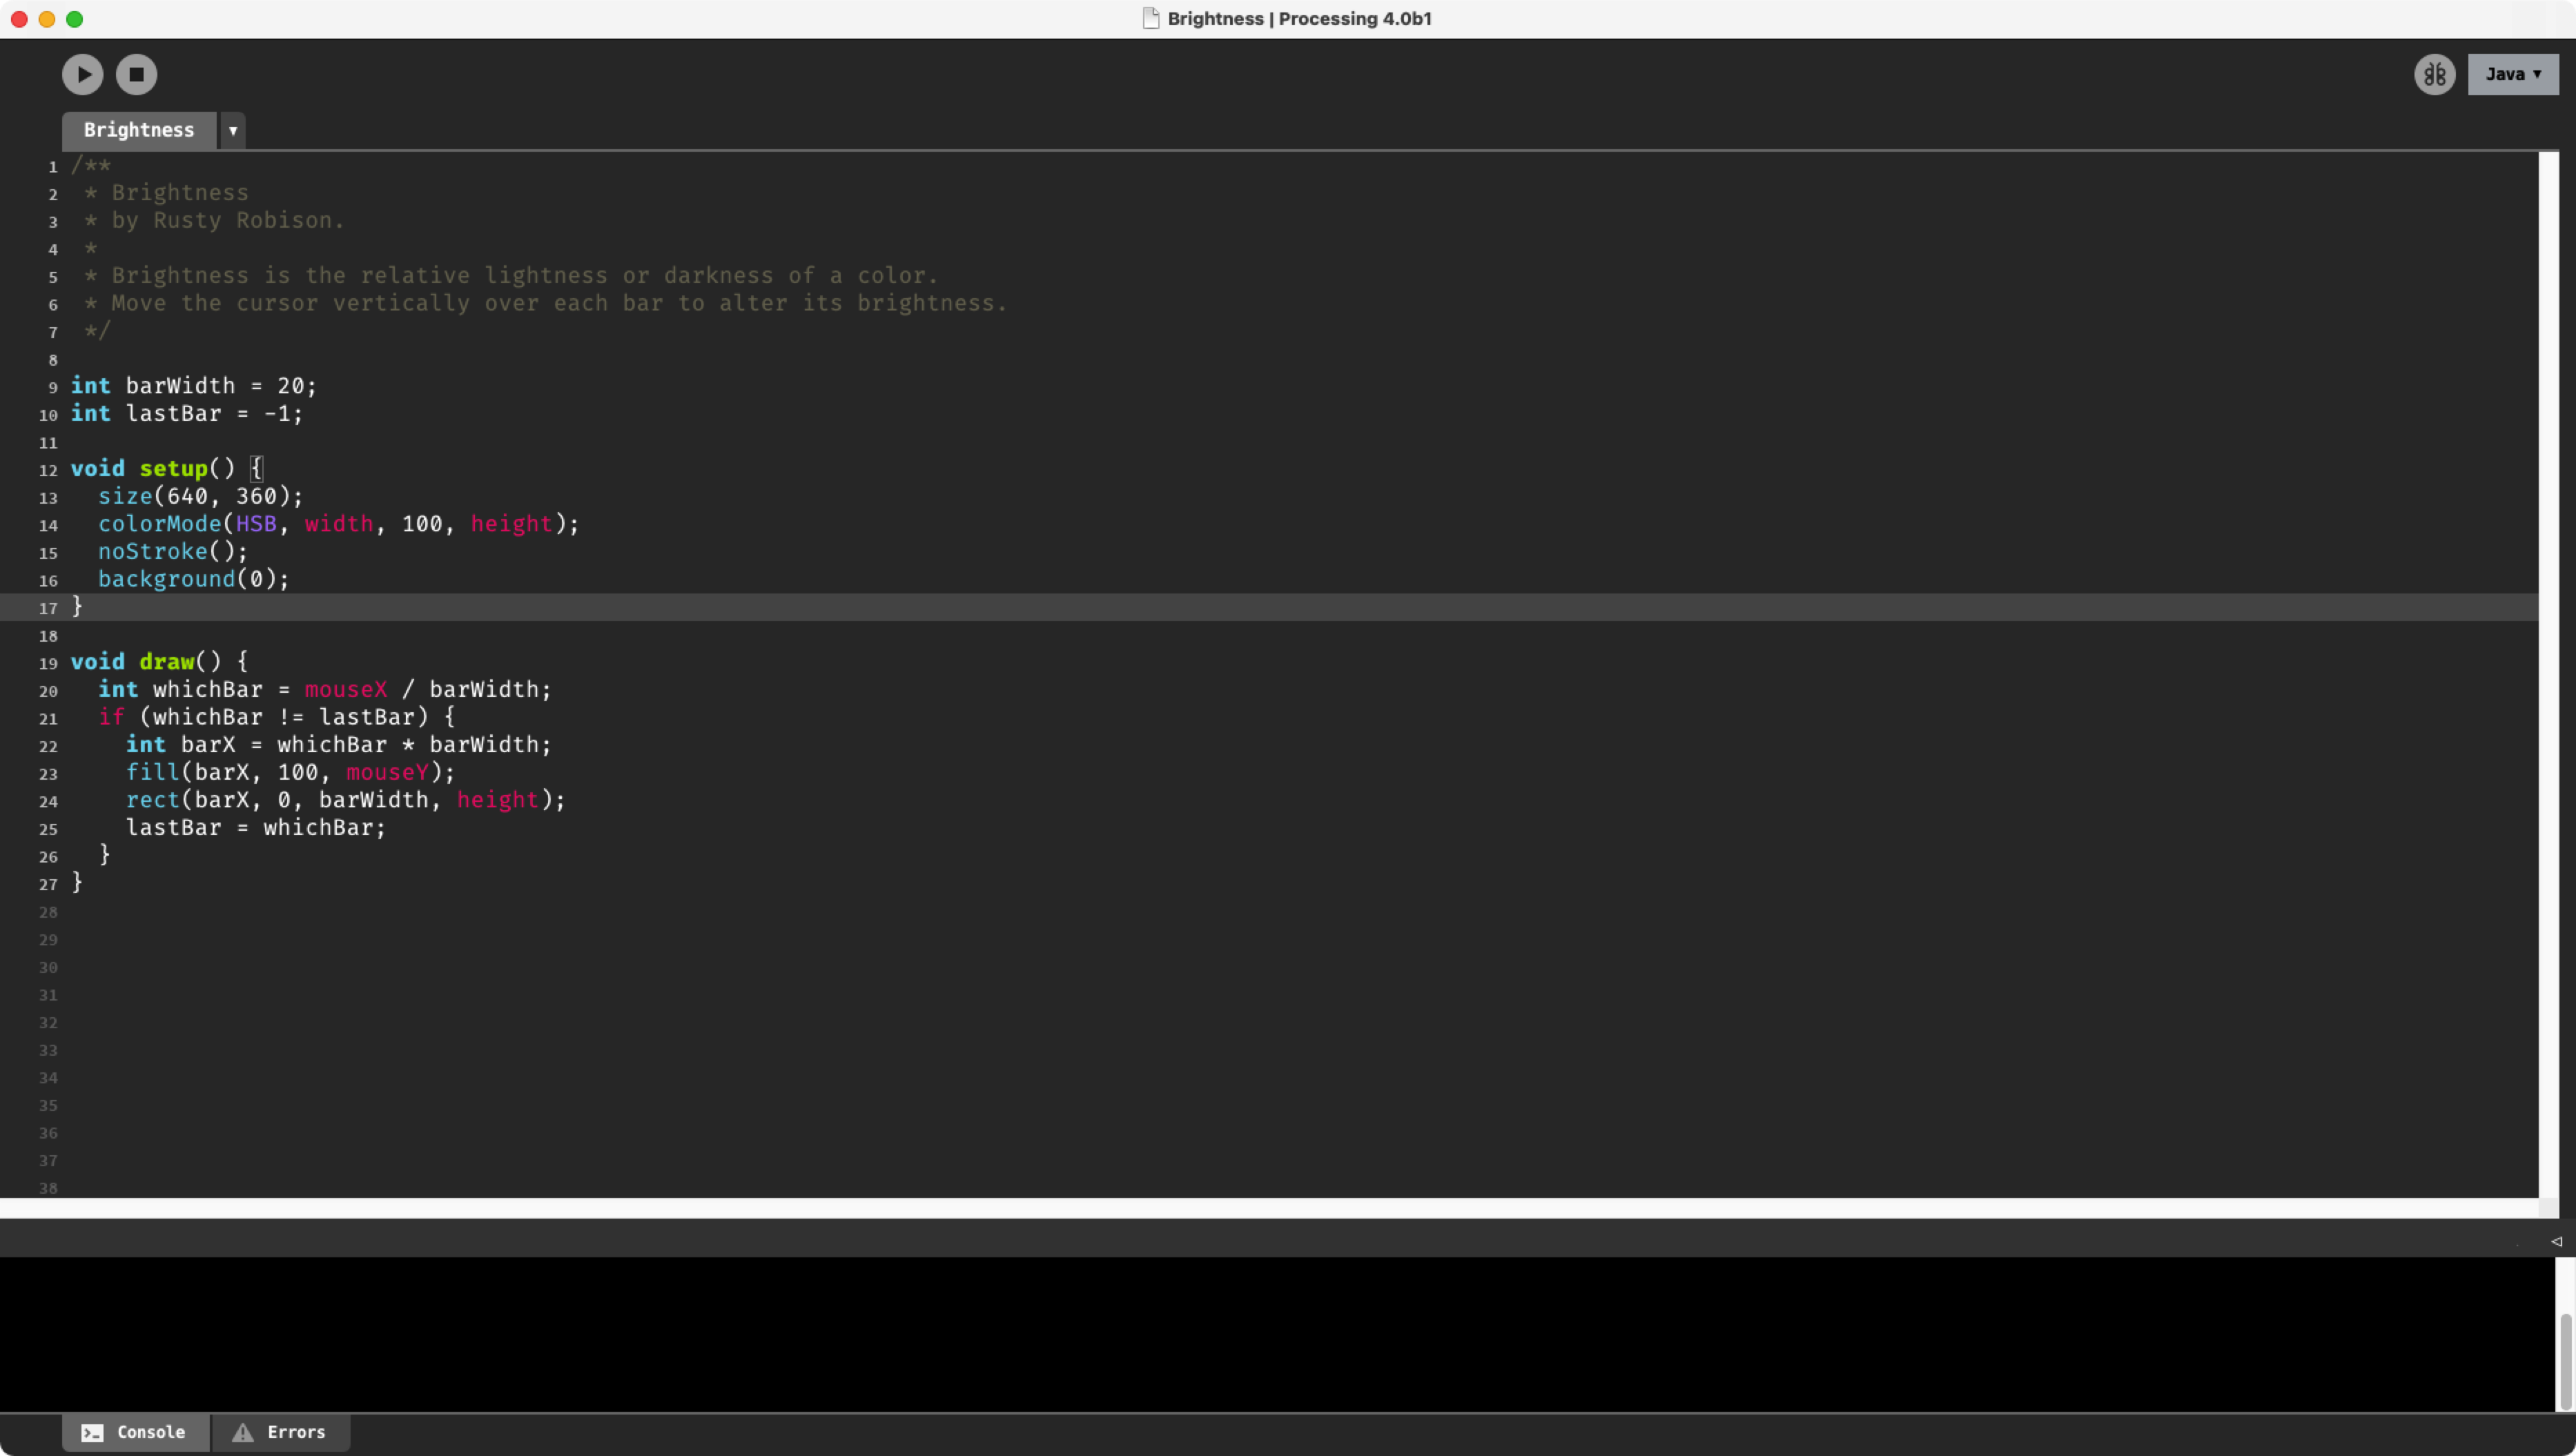 Brightness | Processing 4.0b1
Java ▾
Brightness ▾
1 /**
2  * Brightness
3  * by Rusty Robison.
4  *
5  * Brightness is the relative lightness or darkness of a color.
6  * Move the cursor vertically over each bar to alter its brightness.
7  */
8
9 int barWidth = 20;
10 int lastBar = -1;
11
12 void setup() {
13   size(640, 360);
14   colorMode(HSB, width, 100, height);
15   noStroke();
16   background(0);
17 }
18
19 void draw() {
20   int whichBar = mouseX / barWidth;
21   if (whichBar != lastBar) {
22     int barX = whichBar * barWidth;
23     fill(barX, 100, mouseY);
24     rect(barX, 0, barWidth, height);
25     lastBar = whichBar;
26   }
27 }
28
29
30
31
32
33
34
35
36
37
38
Console Errors